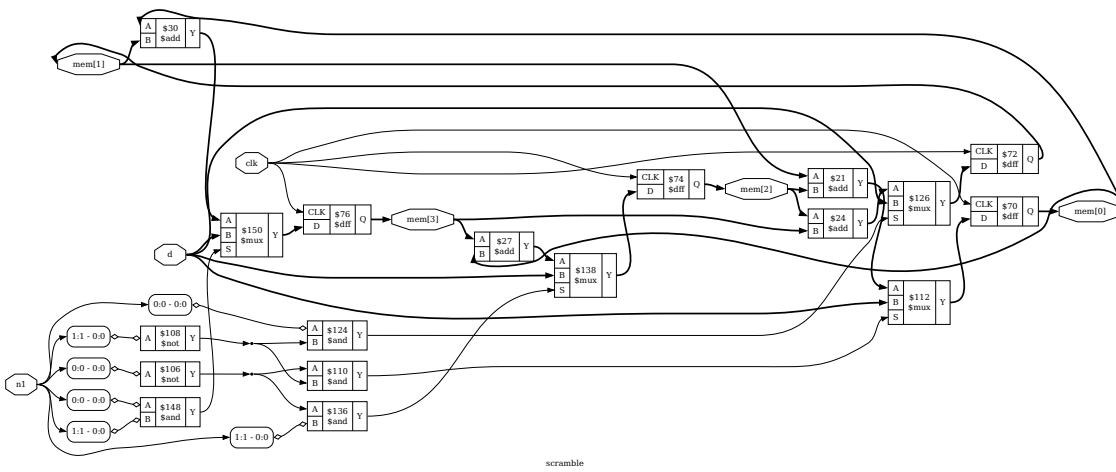 A
B
$30
$add
Y
mem[1]
CLK
D
$72
$dff
Q
clk
CLK
D
$74
$dff
Q
A
B
$21
$add
Y
mem[2]
A
B
S
$126
$mux
Y
CLK
D
$70
$dff
Q
mem[0]
CLK
D
$76
$dff
Q
mem[3]
A
B
$24
$add
Y
A
B
S
$150
$mux
Y
A
B
$27
$add
Y
d
A
B
S
$138
$mux
Y
A
B
S
$112
$mux
Y
0:0 - 0:0
A
B
$124
$and
Y
1:1 - 0:0
A
$108
$not
Y
0:0 - 0:0
A
$106
$not
Y
A
B
$110
$and
Y
n1
0:0 - 0:0
A
B
$148
$and
Y
A
B
$136
$and
Y
1:1 - 0:0
1:1 - 0:0
scramble